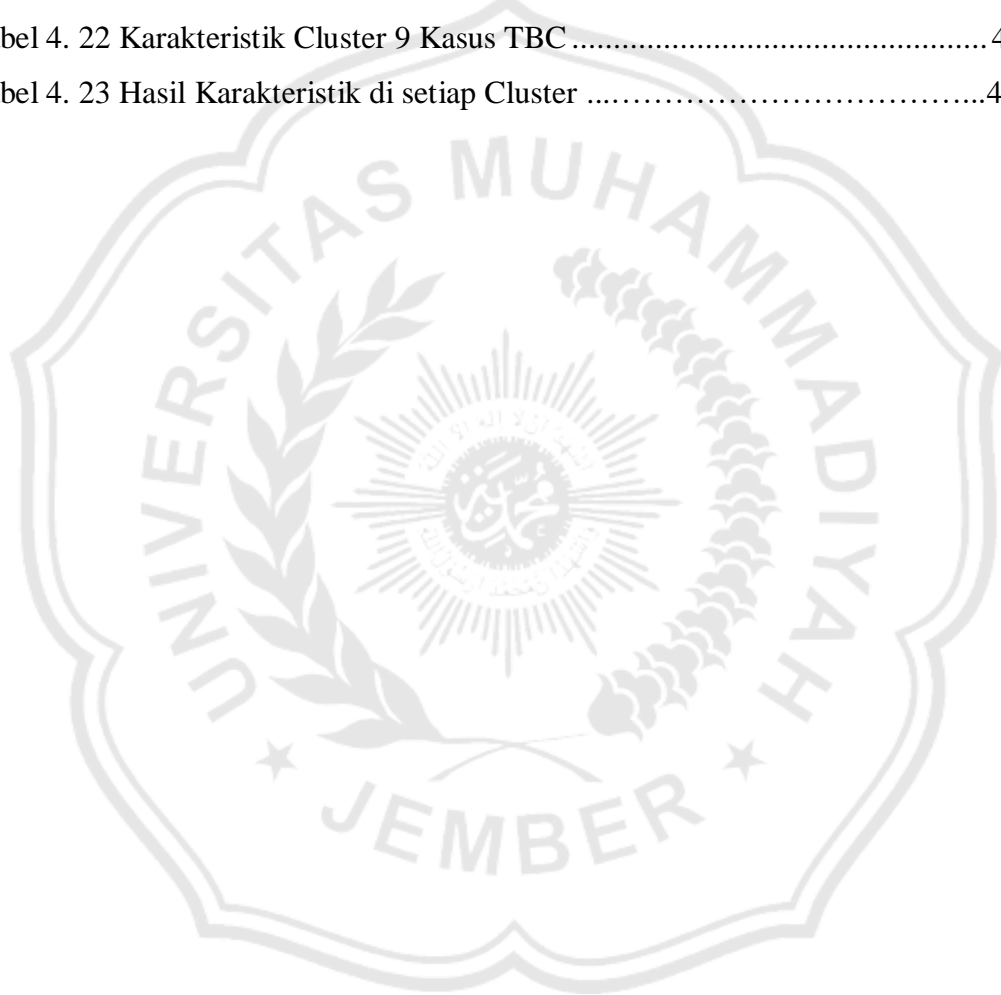 bel 4. 22 Karakteristik Cluster 9 Kasus TBC .................................................. 4
bel 4. 23 Hasil Karakteristik di setiap Cluster ...………………………………...4
UNIVERSITAS MUHAMMADIYAH
JEMBER